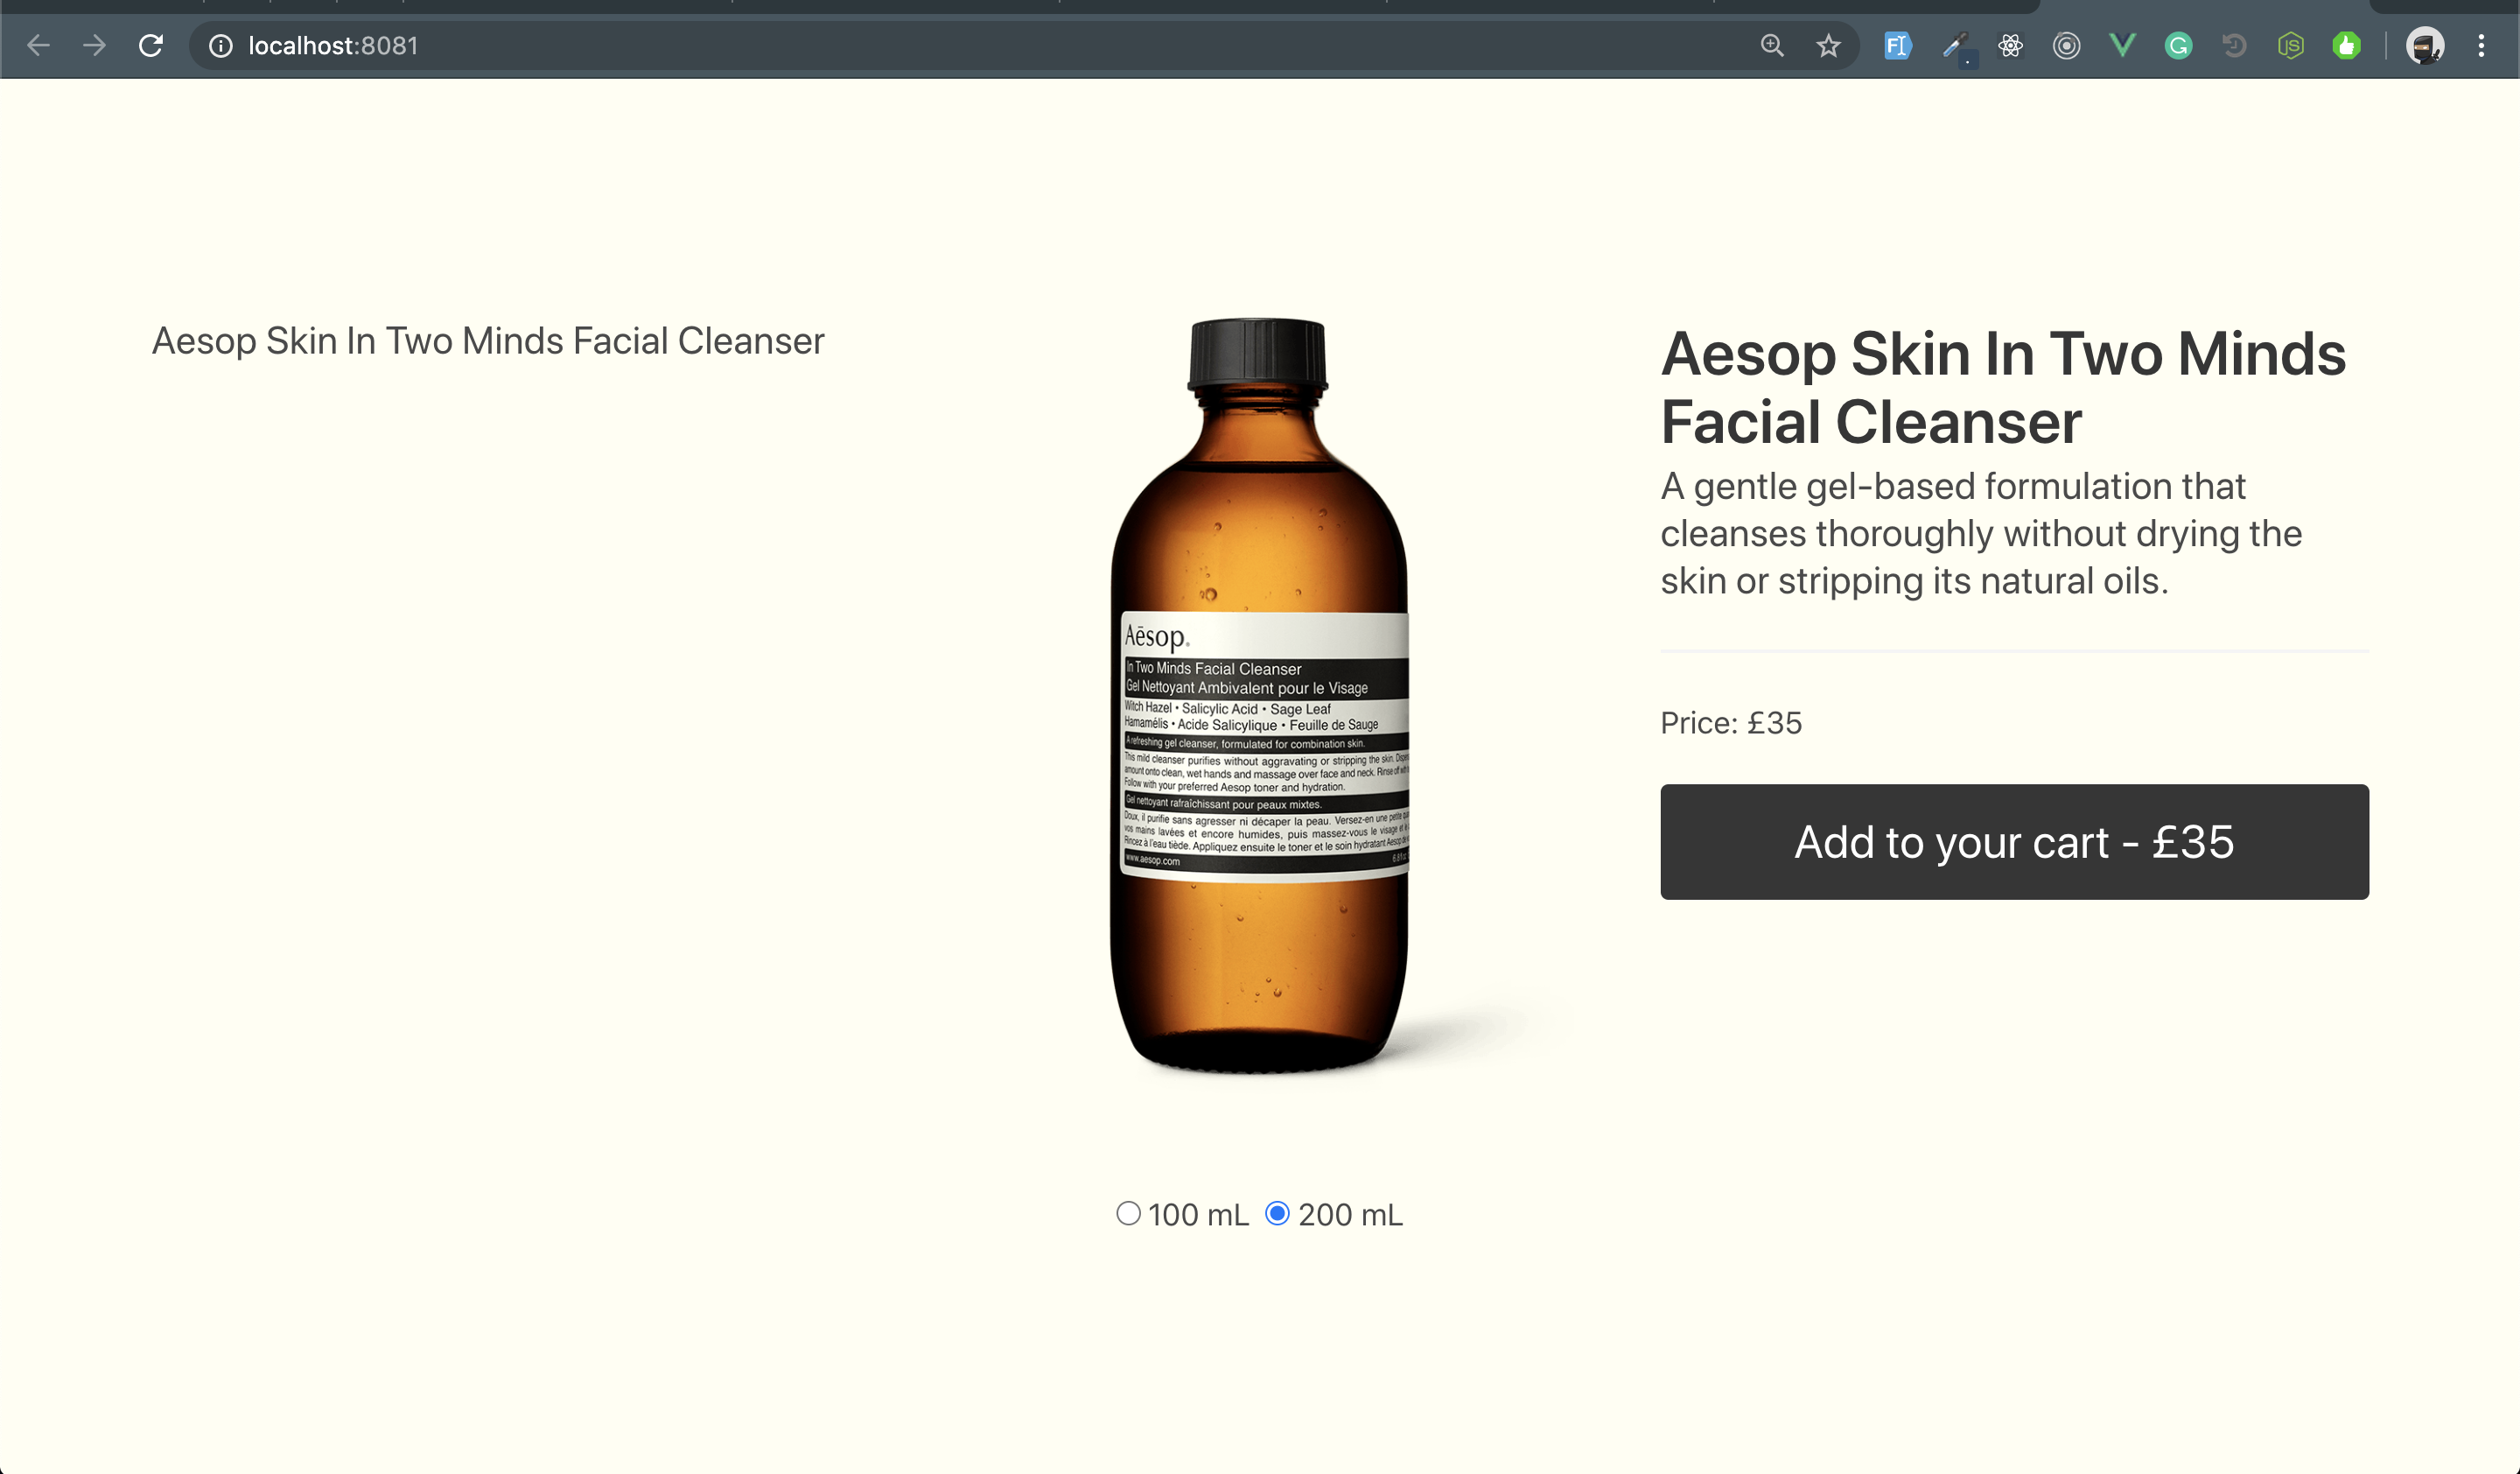 localhost:8081
Aesop Skin In Two Minds Facial Cleanser
Aēsop.
In Two Minds Facial Cleanser
Gel Nettoyant Ambivalent pour le Visage
Witch Hazel • Salicylic Acid • Sage Leaf
Hamamélis • Acide Salicylique • Feuille de Sauge
A refreshing gel cleanser, formulated for combination skin.
This mild cleanser purifies without aggravating or stripping the skin.
amount onto clean, wet hands and massage over face and neck. Rinse off
Follow with your preferred Aesop toner and hydration.
Gel nettoyant rafraîchissant pour peaux mixtes.
Doux, il purifie sans agresser ni décaper la peau. Versez-en une petite
vos mains lavées et encore humides, puis massez-vous le visage et le
Rincez à l'eau tiède. Appliquez ensuite le toner et le soin hydratant Aesop de
www.aesop.com
100 mL 200 mL
Aesop Skin In Two Minds
Facial Cleanser
A gentle gel-based formulation that
cleanses thoroughly without drying the
skin or stripping its natural oils.
Price: £35
Add to your cart - £35